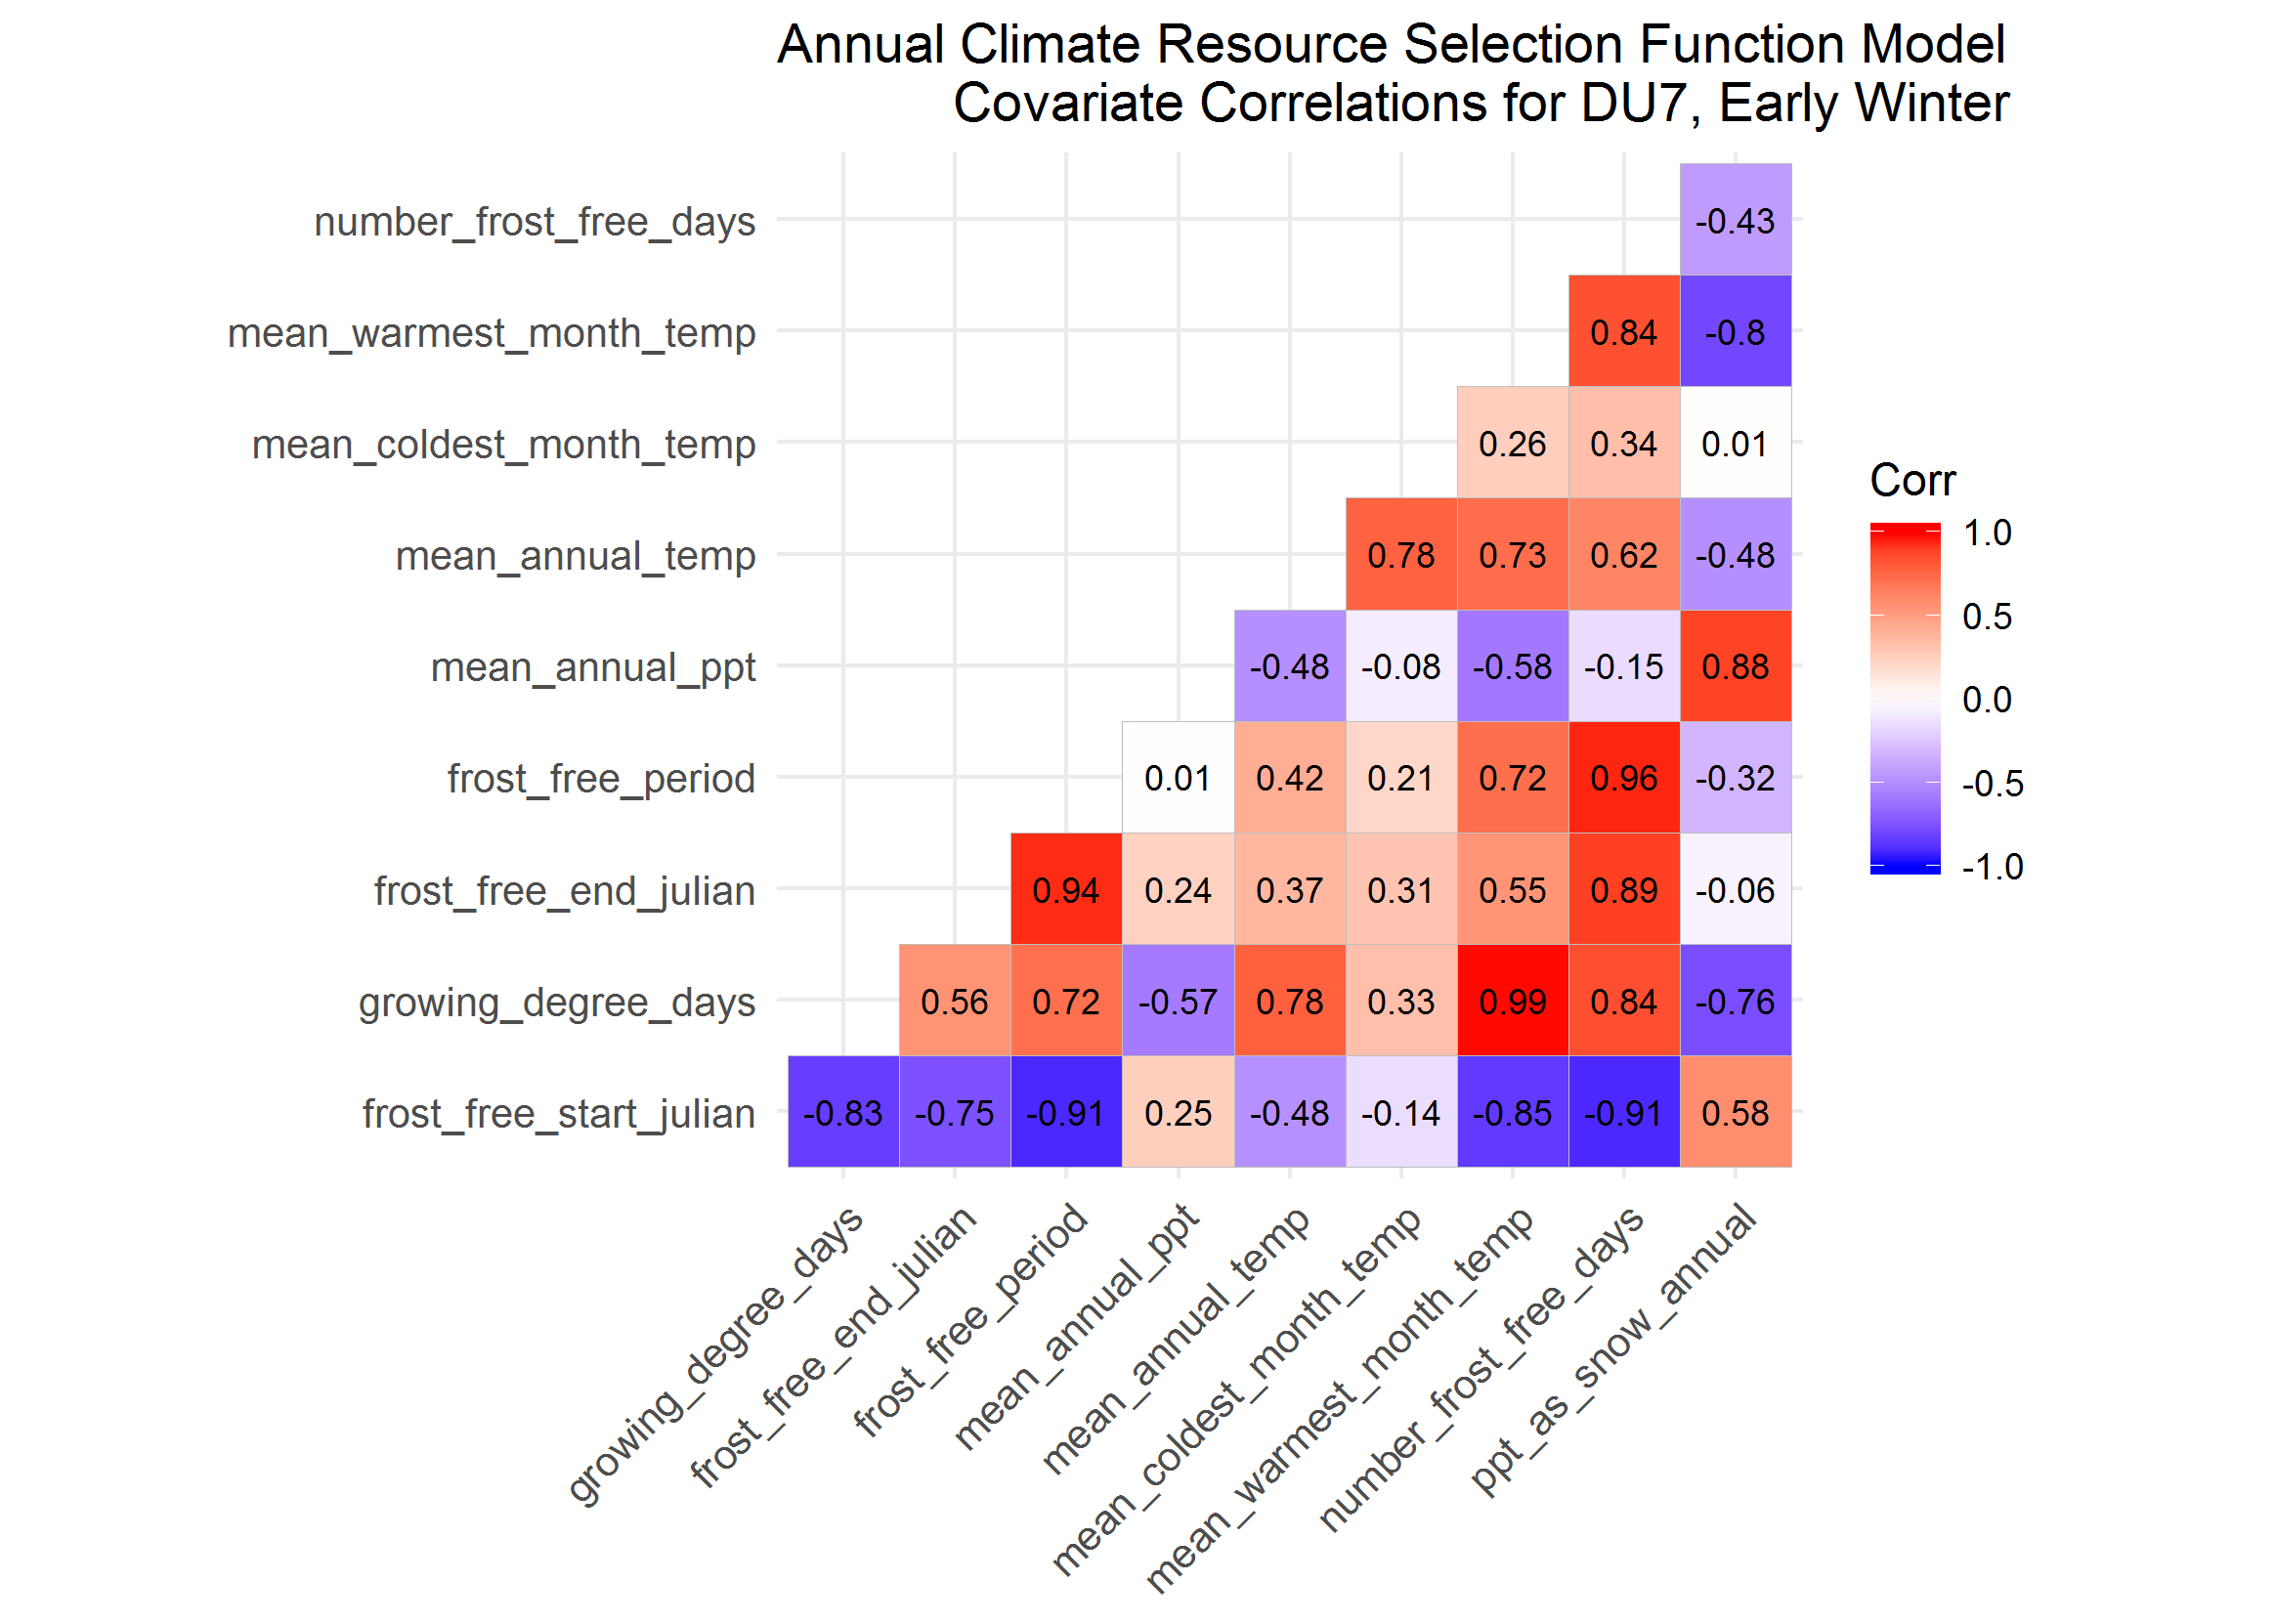 Annual Climate Resource Selection Function Model
Covariate Correlations for DU7, Early Winter
number_frost_free_days -0.43
mean_warmest_month_temp 0.84 -0.8
mean_coldest_month_temp 0.26 0.34 0.01
mean_annual_temp 0.78 0.73 0.62 -0.48
mean_annual_ppt -0.48 -0.08 -0.58 -0.15 0.88
frost_free_period 0.01 0.42 0.21 0.72 0.96 -0.32
frost_free_end_julian 0.94 0.24 0.37 0.31 0.55 0.89 -0.06
growing_degree_days 0.56 0.72 -0.57 0.78 0.33 0.99 0.84 -0.76
frost_free_start_julian -0.83 -0.75 -0.91 0.25 -0.48 -0.14 -0.85 -0.91 0.58
growing_degree_days
frost_free_end_julian
frost_free_period
mean_annual_ppt
mean_annual_temp
mean_coldest_month_temp
mean_warmest_month_temp
number_frost_free_days
ppt_as_snow_annual
Corr
1.0
0.5
0.0
-0.5
-1.0